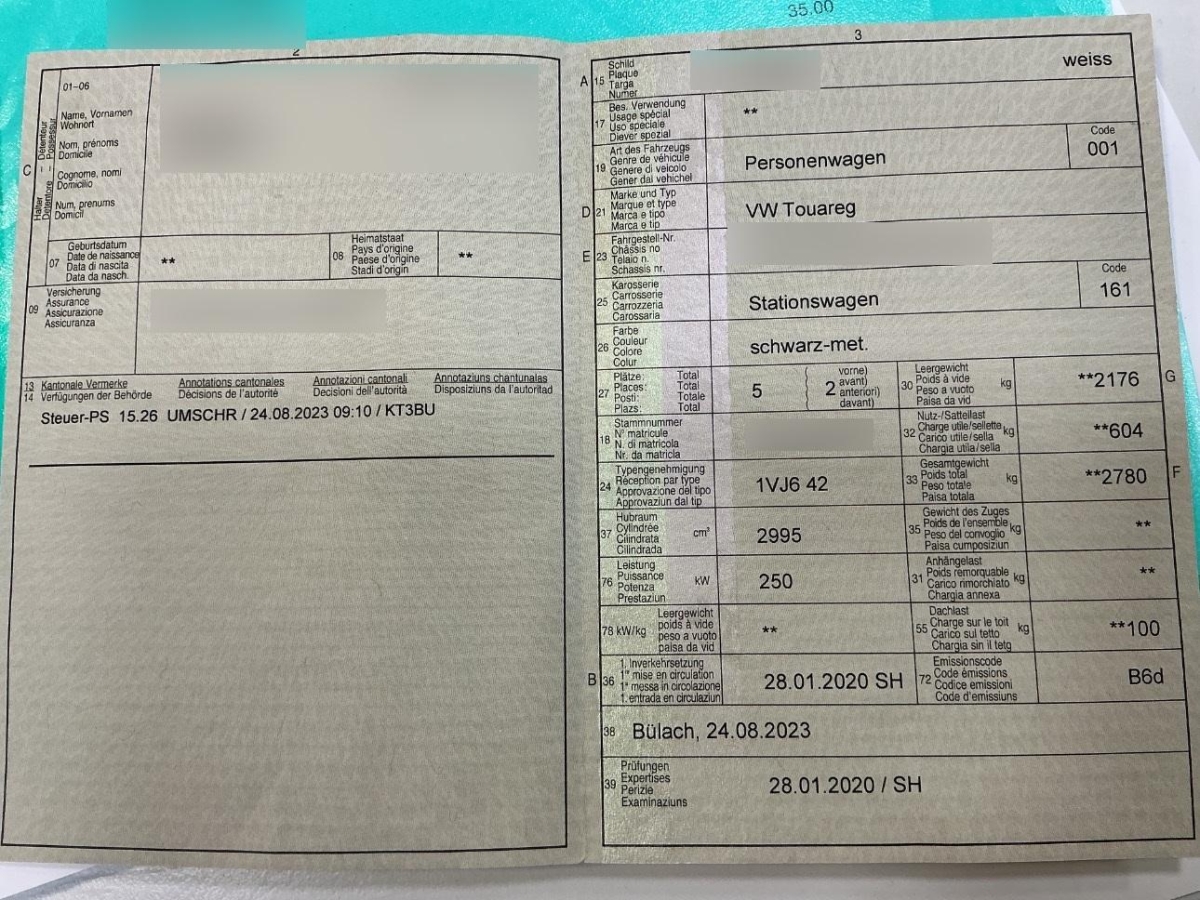 35.00
2
01-06
Name, Vornamen
Wohnort
Nom, prénoms
Domicile
Cognome, nomi
Domicilio
Num, prenums
Domicil
C
Halter Détenteur
Detentore Possessur
07
Geburtsdatum
Date de naissance
Data di nascita
Data da nasch.
**
08
Heimatstaat
Pays d'origine
Paese d'origine
Stadi d'origin
**
09
Versicherung
Assurance
Assicurazione
Assicuranza
13 Kantonale Vermerke Annotations cantonales Annotazioni cantonali Annotaziuns chantunalas
14 Verfügungen der Behörde Décisions de l'autorité Decisioni dell'autorità Disposiziuns da l'autoritad
Steuer-PS 15.26 UMSCHR / 24.08.2023 09:10 / KT3BU
3
A 15
Schild
Plaque
Targa
Numer
weiss
17
Bes. Verwendung
Usage spécial
Uso speciale
Diever spezial
**
19
Art des Fahrzeugs
Genre de véhicule
Genere di veicolo
Gener dal vehichel
Personenwagen
Code
001
D 21
Marke und Typ
Marque et type
Marca e tipo
Marca e tip
VW Touareg
E 23
Fahrgestell-Nr.
Châssis no
Telaio n.
Schassis nr.
25
Karosserie
Carrosserie
Carrozzeria
Carossaria
Stationswagen
Code
161
26
Farbe
Couleur
Colore
Colur
schwarz-met.
27
Plätze: Total
Places: Total
Posti: Totale
Plazs: Total
5
2
vorne)
avant)
anteriori)
davant)
30
Leergewicht
Poids à vide
Peso a vuoto
Paisa da vid
kg
**2176
G
18
Stammnummer
N° matricule
N. di matricola
Nr. da matricla
32
Nutz-/Sattellast
Charge utile/sellette
Carico utile/sella
Chargia utila/sella
kg
**604
24
Typengenehmigung
Réception par type
Approvazione del tipo
Approvaziun dal tip
1VJ6 42
33
Gesamtgewicht
Poids total
Peso totale
Paisa totala
kg
**2780
F
37
Hubraum
Cylindrée
Cilindrata
Cilindrada
cm³
2995
35
Gewicht des Zuges
Poids de l'ensemble
Peso del convoglio
Paisa cumposiziun
kg
**
76
Leistung
Puissance
Potenza
Prestaziun
kW
250
31
Anhängelast
Poids remorquable
Carico rimorchiato
Chargia annexa
kg
**
78 kW/kg
Leergewicht
poids à vide
peso a vuoto
paisa da vid
**
55
Dachlast
Charge sur le toit
Carico sul tetto
Chargia sin il tetg
kg
**100
B 36
1. Inverkehrsetzung
1re mise en circulation
1a messa in circolazione
1. entrada en circulaziun
28.01.2020 SH
72
Emissionscode
Code émissions
Codice emissioni
Code d'emissiuns
B6d
38
Bülach, 24.08.2023
39
Prüfungen
Expertises
Perizie
Examinaziuns
28.01.2020 / SH